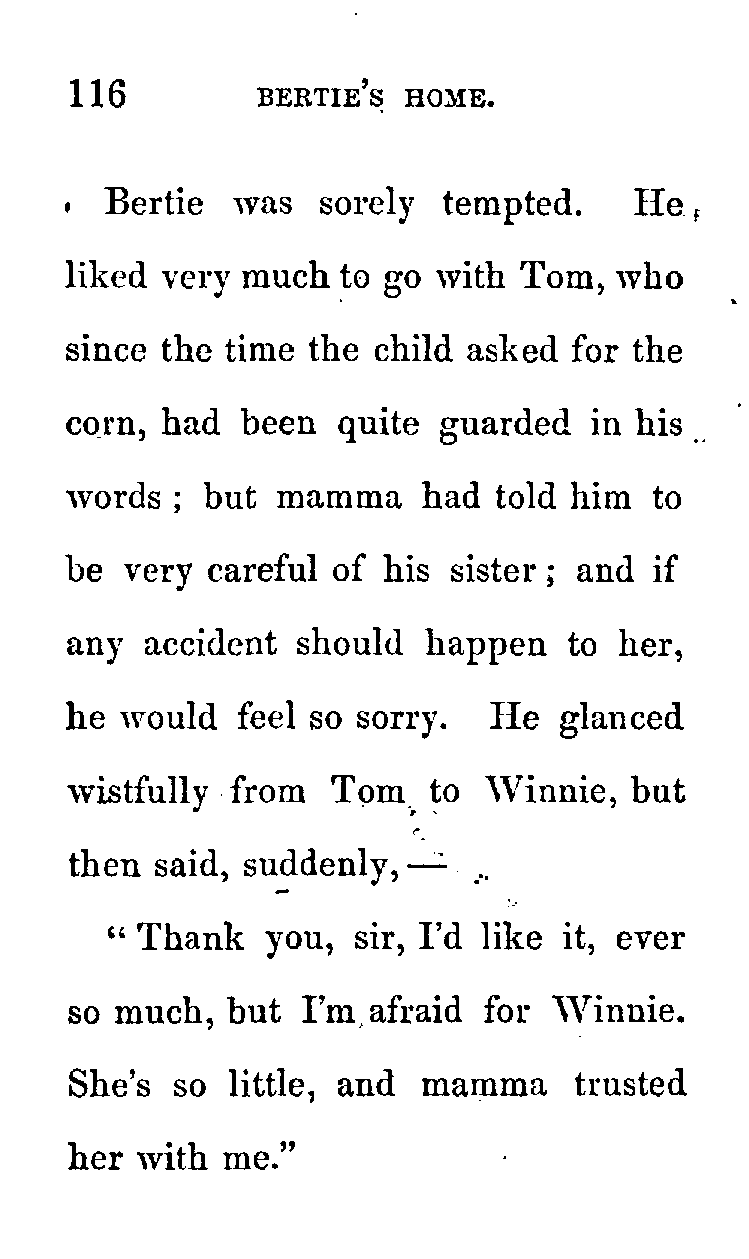 116 BERTIE'S HOME.
Bertie was sorely tempted. He
liked very much to go with Tom, who
since the time the child asked for the
corn, had been quite guarded in his
words ; but mamma had told him to
be very careful of his sister ; and if
any accident should happen to her,
he would feel so sorry. He glanced
wistfully from Tom to Winnie, but
then said, suddenly,—
“ Thank you, sir, I’d like it, ever
so much, but I’m afraid for Winnie.
She’s so little, and mamma trusted
her with me.”